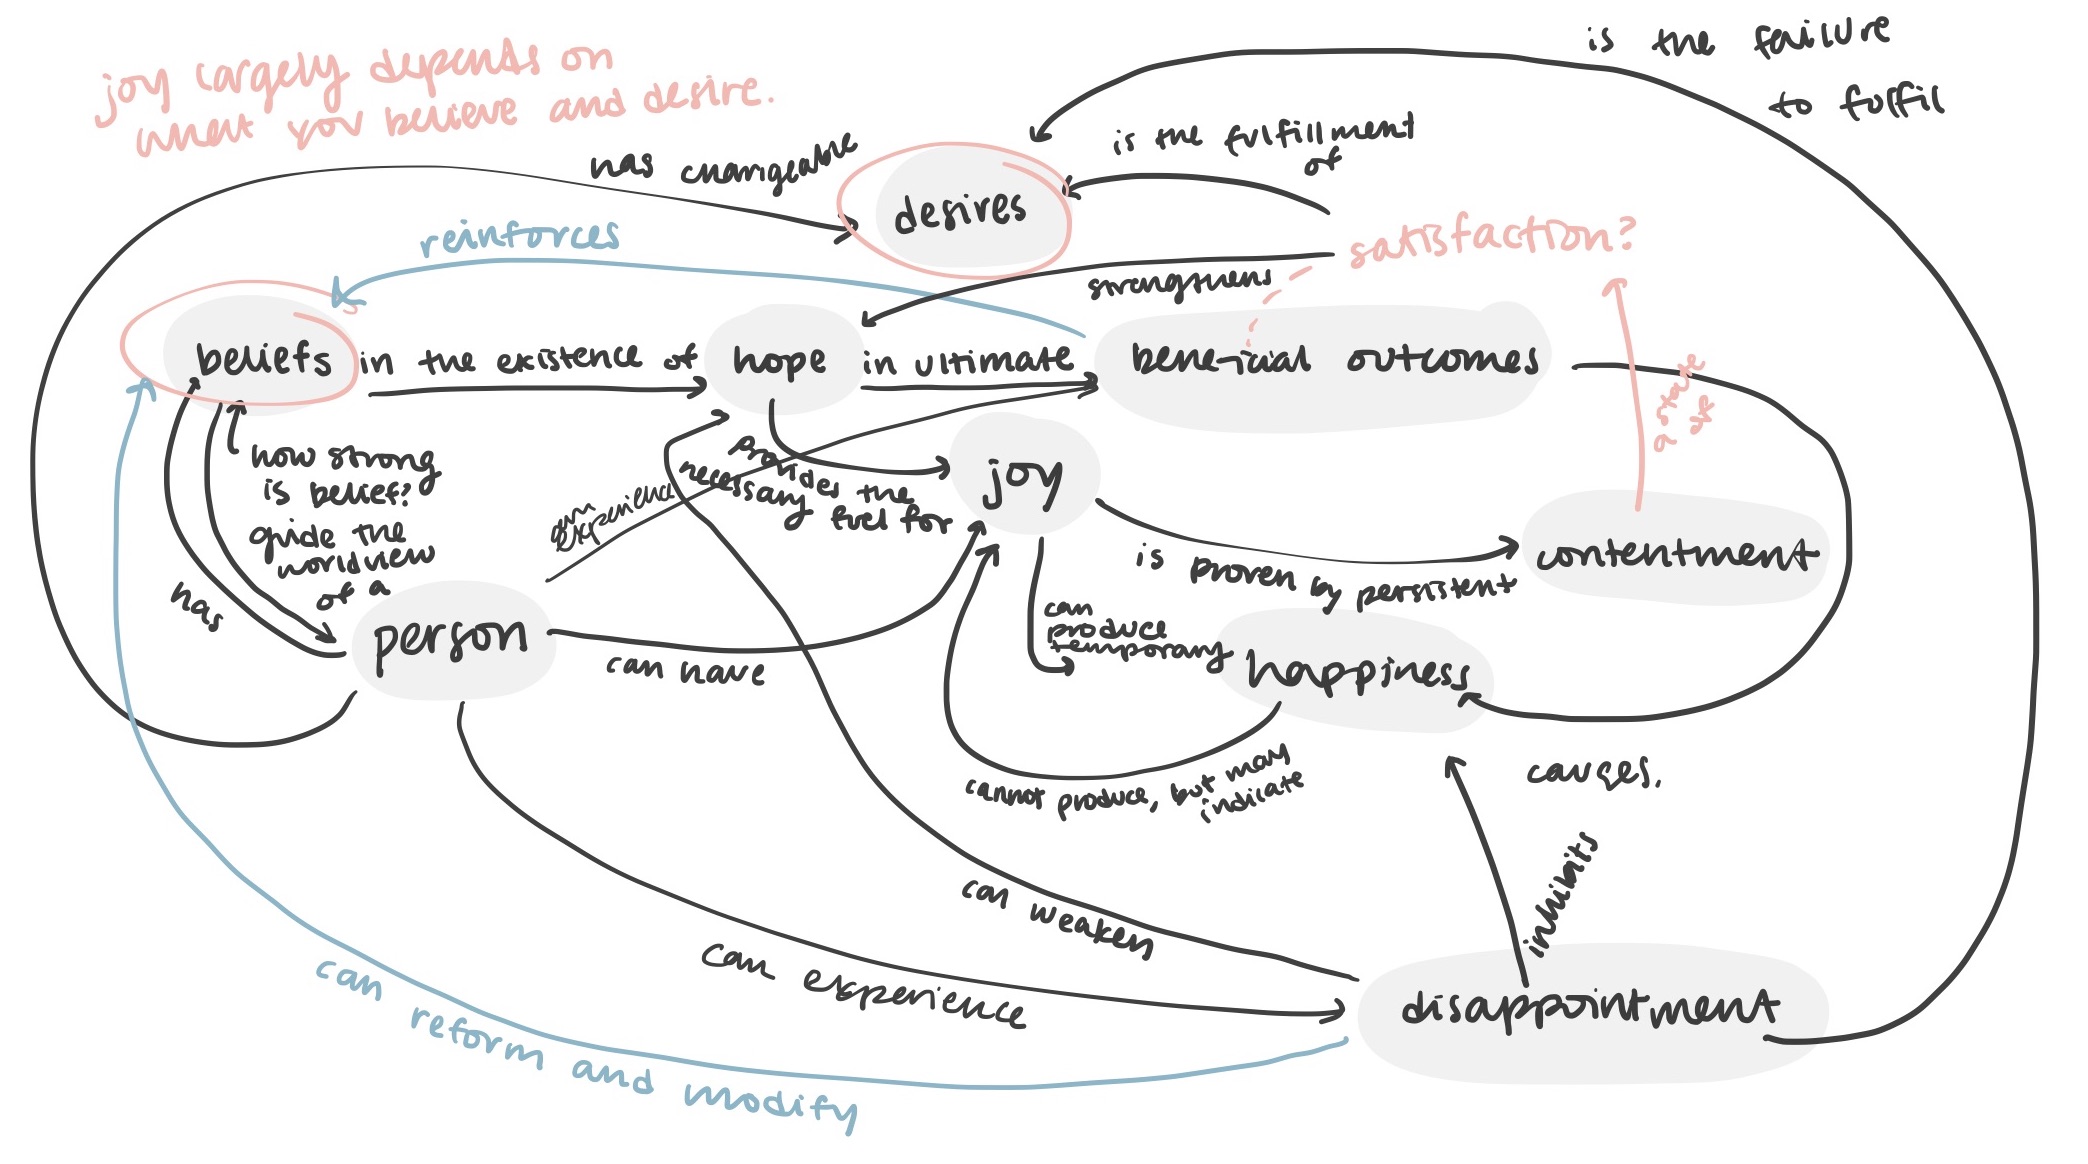 is the failure
to fulfil
joy largely depends on
what you believe and desire.
has changeable
is the fulfillment
of
desires
reinforces
satisfaction?
strengthens
beliefs
in the existence of
hope
in ultimate
beneficial outcomes
a state
of
how strong
is belief?
guide the
worldview
of a
has
can
experience
provides the
necessary
fuel for
joy
is proven by persistent
contentment
person
can have
can
produce
temporary
happiness
cannot produce, but may
indicate
causes.
inhibits
can weaken
can experience
disappointment
can reform and modify